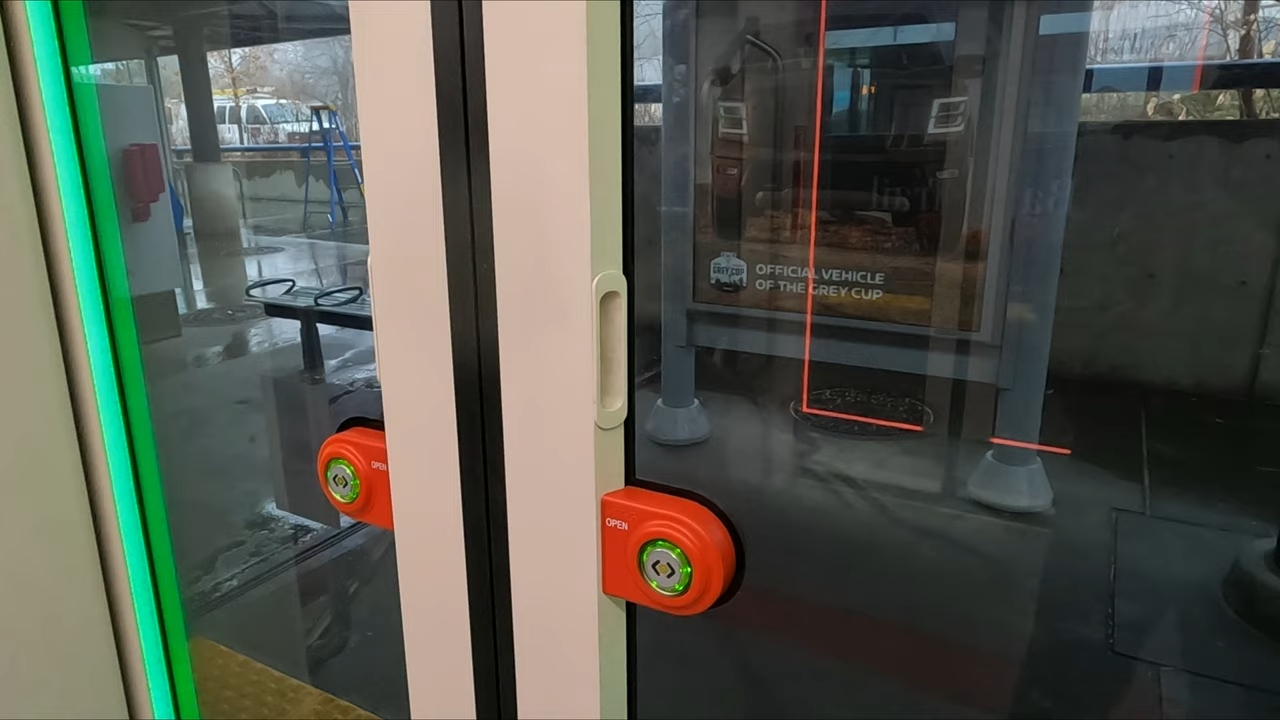 GREY CUP
OFFICIAL VEHICLE
OF THE GREY CUP
OPEN
OPEN